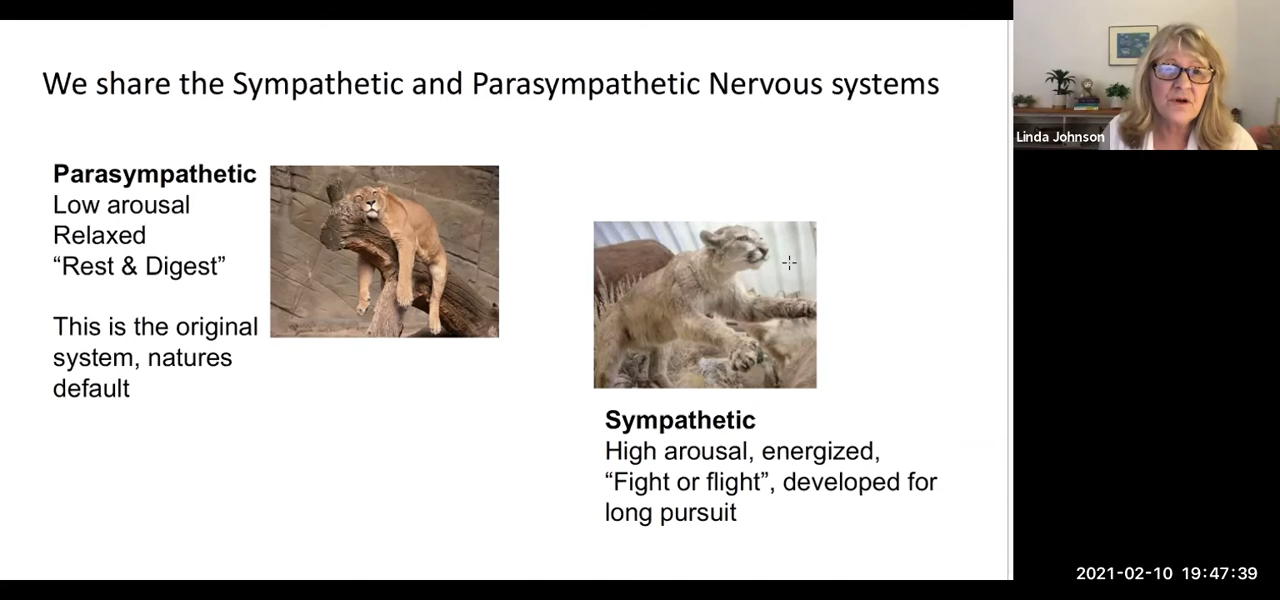 We share the Sympathetic and Parasympathetic Nervous systems
Parasympathetic
Low arousal
Relaxed
“Rest & Digest”
This is the original
system, natures
default
Sympathetic
High arousal, energized,
“Fight or flight”, developed for
long pursuit
Linda Johnson
2021-02-10 19:47:39